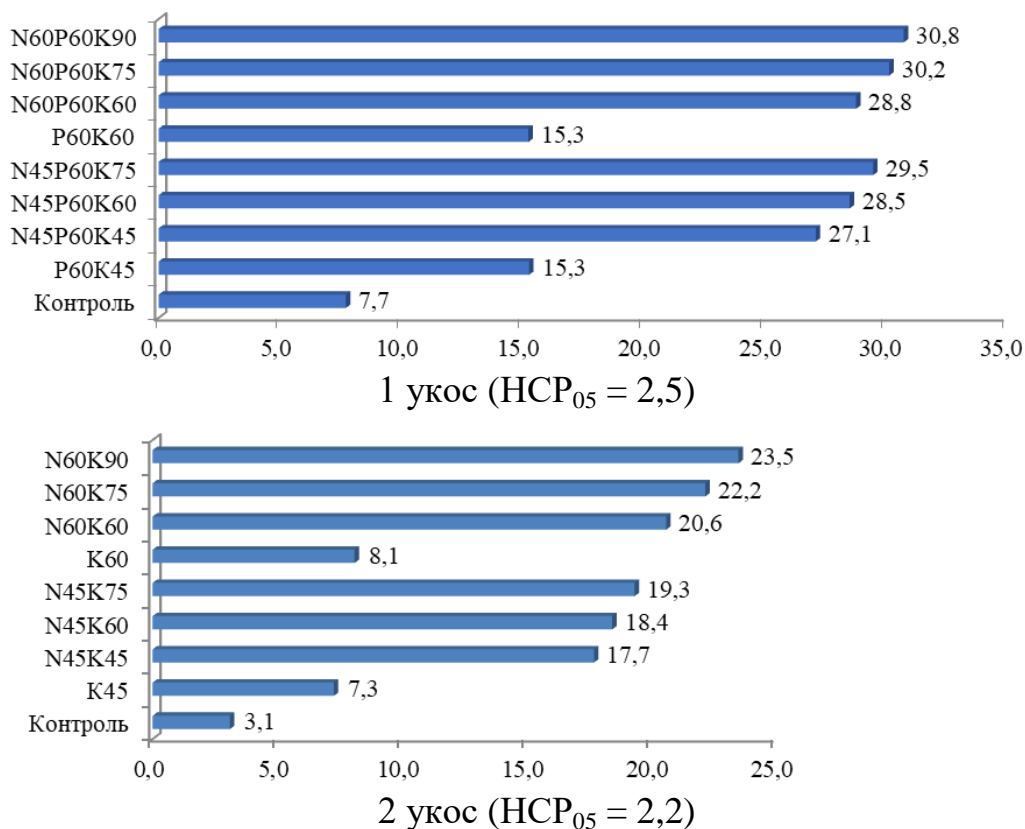 N60P60K90 30,8
N60P60K75 30,2
N60P60K60 28,8
P60K60 15,3
N45P60K75 29,5
N45P60K60 28,5
N45P60K45 27,1
P60K45 15,3
Контроль 7,7
0,0 5,0 10,0 15,0 20,0 25,0 30,0 35,0
1 укос (НСР₀₅ = 2,5)
N60K90 23,5
N60K75 22,2
N60K60 20,6
K60 8,1
N45K75 19,3
N45K60 18,4
N45K45 17,7
K45 7,3
Контроль 3,1
0,0 5,0 10,0 15,0 20,0 25,0
2 укос (НСР₀₅ = 2,2)